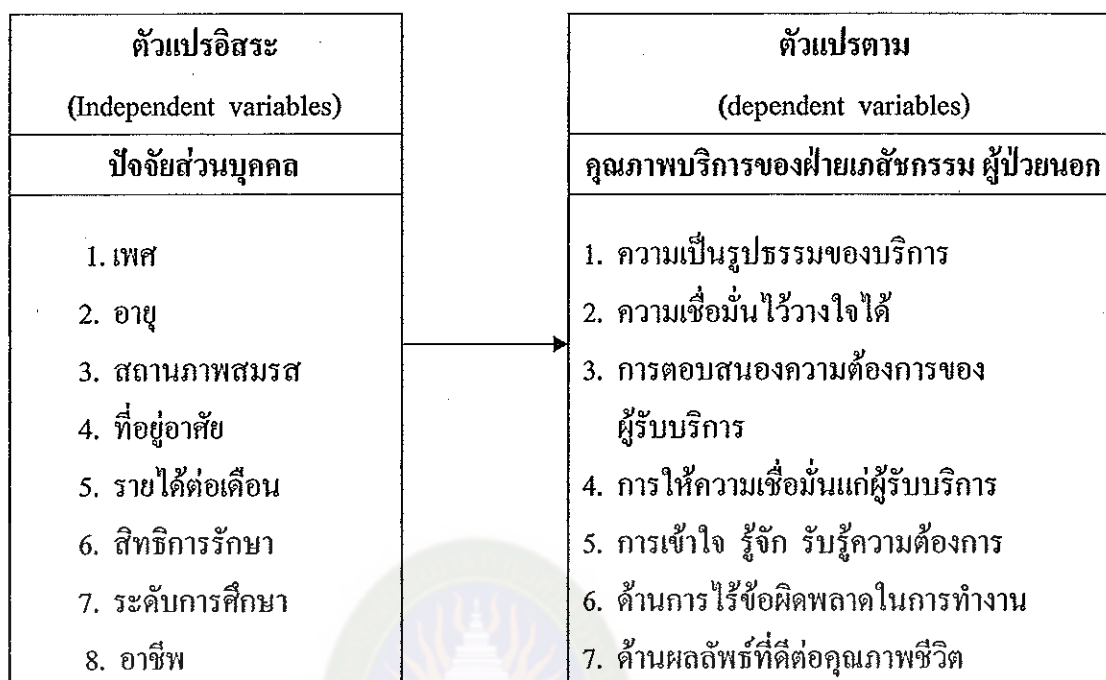 ตัวแปรอิสระ
(Independent variables)
ปัจจัยส่วนบุคคล
1. เพศ
2. อายุ
3. สถานภาพสมรส
4. ที่อยู่อาศัย
5. รายได้ต่อเดือน
6. สิทธิการรักษา
7. ระดับการศึกษา
8. อาชีพ
ตัวแปรตาม
(dependent variables)
คุณภาพบริการของฝ่ายเภสัชกรรม ผู้ป่วยนอก
1. ความเป็นรูปธรรมของบริการ
2. ความเชื่อมั่นไว้วางใจได้
3. การตอบสนองความต้องการของ
ผู้รับบริการ
4. การให้ความเชื่อมั่นแก่ผู้รับบริการ
5. การเข้าใจ รู้จัก รับรู้ความต้องการ
6. ด้านการไร้ข้อผิดพลาดในการทำงาน
7. ด้านผลลัพธ์ที่ดีต่อคุณภาพชีวิต